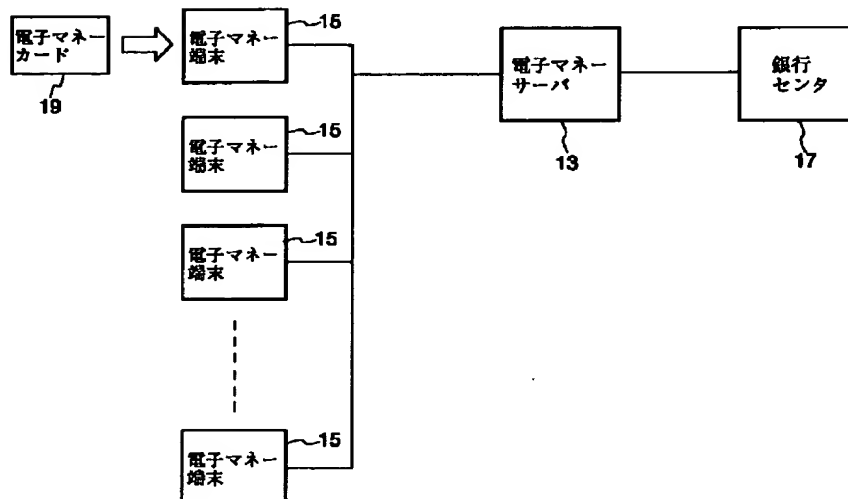 電子マネー
カード
19
15
電子マネー
端末
15
電子マネー
端末
15
電子マネー
端末
15
電子マネー
端末
電子マネー
サーバ
13
銀行
センタ
17